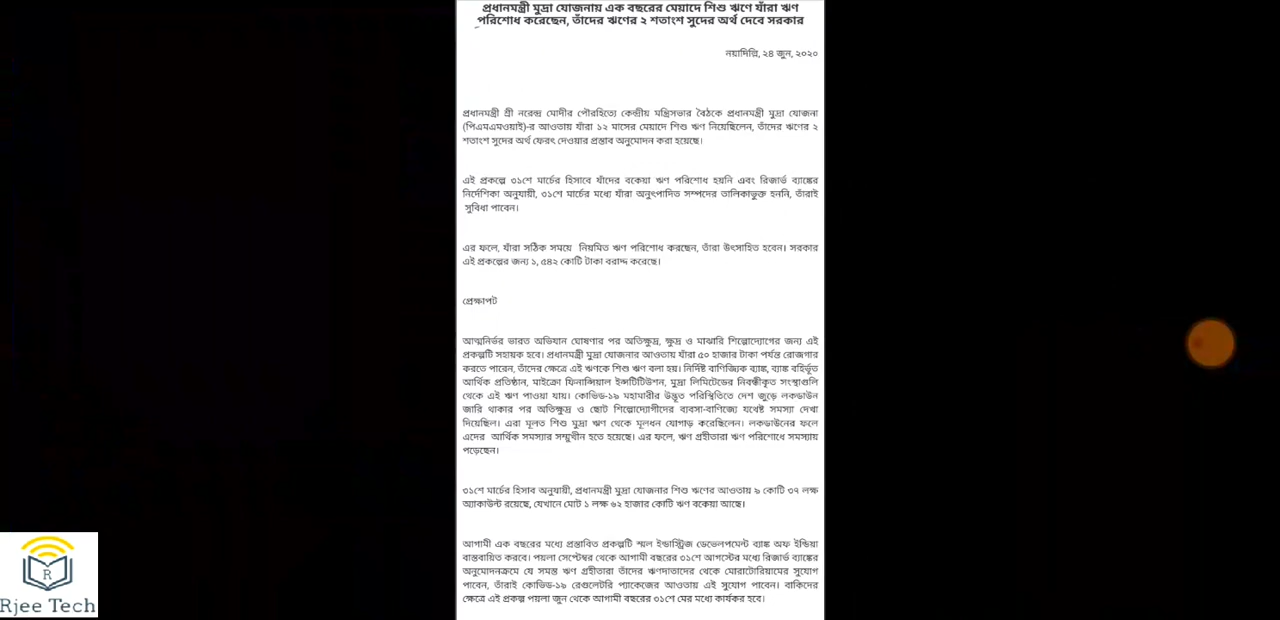 প্রধানমন্ত্রী মুদ্রা যোজনায় এক বছরের মেয়াদে শিশু ঋণে যাঁরা ঋণ
পরিশোধ করেছেন, তাঁদের ঋণের ২ শতাংশ সুদের অর্থ দেবে সরকার
নয়াদিল্লি, ২৪ জুন, ২০২০
প্রধানমন্ত্রী শ্রী নরেন্দ্র মোদীর পৌরহিত্যে কেন্দ্রীয় মন্ত্রিসভার বৈঠকে প্রধানমন্ত্রী মুদ্রা যোজনা
(পিএমএমওয়াই)-র আওতায় যাঁরা ১২ মাসের মেয়াদে শিশু ঋণ নিয়েছিলেন, তাঁদের ঋণের ২
শতাংশ সুদের অর্থ ফেরৎ দেওয়ার প্রস্তাব অনুমোদন করা হয়েছে।
এই প্রকল্পে ৩১শে মার্চের হিসাবে যাঁদের বকেয়া ঋণ পরিশোধ হয়নি এবং রিজার্ভ ব্যাঙ্কের
নির্দেশিকা অনুযায়ী, ৩১শে মার্চের মধ্যে যাঁরা অনুৎপাদিত সম্পদের তালিকাভুক্ত হননি, তাঁরাই
সুবিধা পাবেন।
এর ফলে, যাঁরা সঠিক সময়ে নিয়মিত ঋণ পরিশোধ করছেন, তাঁরা উৎসাহিত হবেন। সরকার
এই প্রকল্পের জন্য ১, ৫৪২ কোটি টাকা বরাদ্দ করেছে।
প্রেক্ষাপট
আত্মনির্ভর ভারত অভিযান ঘোষণার পর অতিক্ষুদ্র, ক্ষুদ্র ও মাঝারি শিল্পোদ্যোগের জন্য এই
প্রকল্পটি সহায়ক হবে। প্রধানমন্ত্রী মুদ্রা যোজনার আওতায় যাঁরা ৫০ হাজার টাকা পর্যন্ত রোজগার
করতে পারেন, তাঁদের ক্ষেত্রে এই ঋণকে শিশু ঋণ বলা হয়। নির্দিষ্ট বাণিজ্যিক ব্যাঙ্ক, ব্যাঙ্ক বহির্ভূত
আর্থিক প্রতিষ্ঠান, মাইক্রো ফিনান্সিয়াল ইন্সটিটিউশন, মুদ্রা লিমিটেডের নিবন্ধীকৃত সংস্থাগুলি
থেকে এই ঋণ পাওয়া যায়। কোভিড-১৯ মহামারীর উদ্ভূত পরিস্থিতিতে দেশ জুড়ে লকডাউন
জারি থাকার পর অতিক্ষুদ্র ও ছোট শিল্পোদ্যোগীদের ব্যবসা-বাণিজ্যে যথেষ্ট সমস্যা দেখা
দিয়েছিল। এরা মূলত শিশু মুদ্রা ঋণ থেকে মূলধন যোগাড় করেছিলেন। লকডাউনের ফলে
এদের আর্থিক সমস্যার সম্মুখীন হতে হয়েছে। এর ফলে, ঋণ গ্রহীতারা ঋণ পরিশোধে সমস্যায়
পড়েছেন।
৩১শে মার্চের হিসাব অনুযায়ী, প্রধানমন্ত্রী মুদ্রা যোজনার শিশু ঋণের আওতায় ৯ কোটি ৩৭ লক্ষ
অ্যাকাউন্ট রয়েছে, যেখানে মোট ১ লক্ষ ৬২ হাজার কোটি ঋণ বকেয়া আছে।
আগামী এক বছরের মধ্যে প্রস্তাবিত প্রকল্পটি স্মল ইন্ডাস্ট্রিজ ডেভেলপমেন্ট ব্যাঙ্ক অফ ইন্ডিয়া
বাস্তবায়িত করবে। পয়লা সেপ্টেম্বর থেকে আগামী বছরের ৩১শে আগস্টের মধ্যে রিজার্ভ ব্যাঙ্কের
অনুমোদনক্রমে যে সমস্ত ঋণ গ্রহীতারা তাঁদের ঋণদাতাদের থেকে মোরাটোরিয়ামের সুযোগ
পাবেন, তাঁরাই কোভিড-১৯ রেগুলেটরি প্যাকেজের আওতায় এই সুযোগ পাবেন। বাকিদের
ক্ষেত্রে এই প্রকল্প পয়লা জুন থেকে আগামী বছরের ৩১শে মের মধ্যে কার্যকর হবে।
R
Rjee Tech